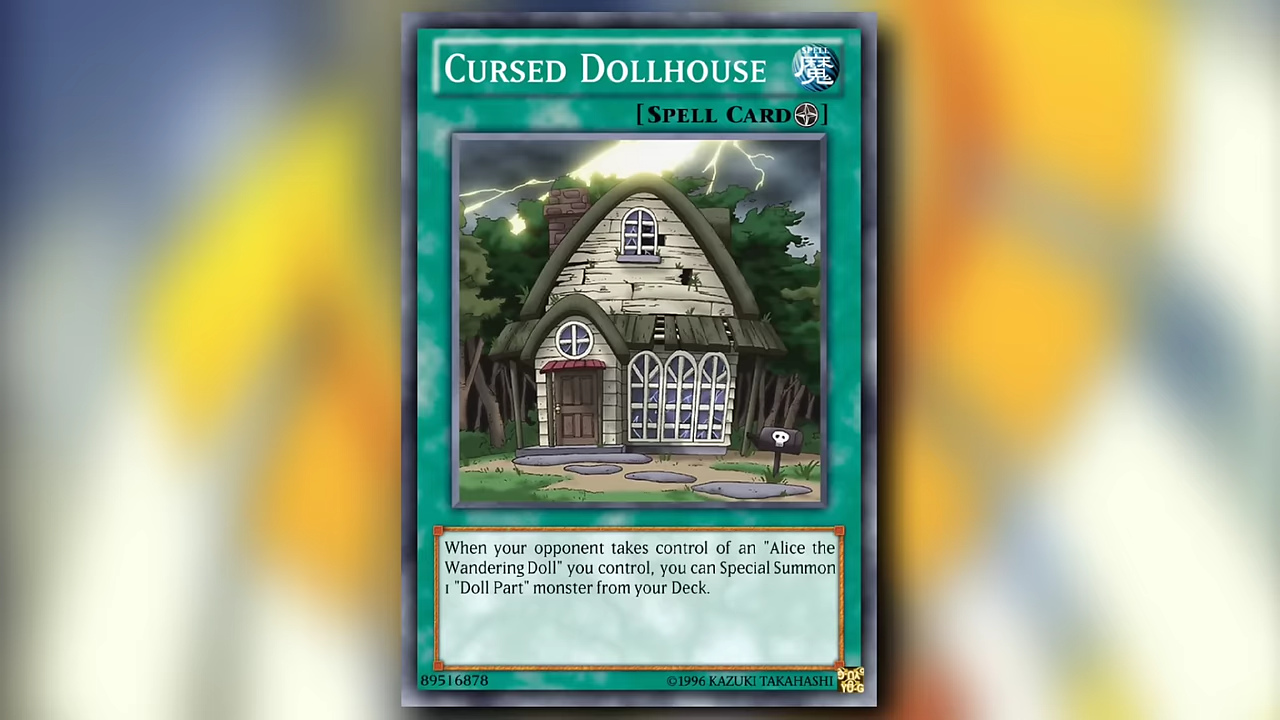 CURSED DOLLHOUSE
SPELL
魔
[SPELL CARD]
When your opponent takes control of an "Alice the
Wandering Doll" you control, you can Special Summon
1 "Doll Part" monster from your Deck.
89516878
©1996 KAZUKI TAKAHASHI